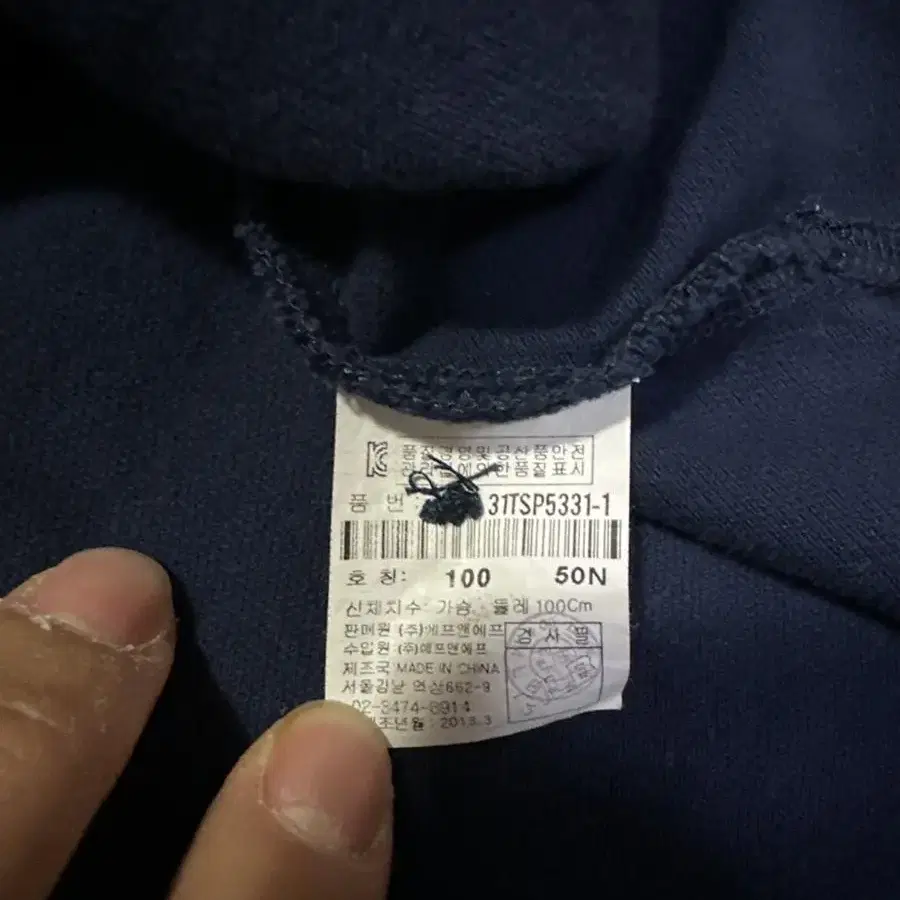 품질경영및공산품안전
관리법에의한품질표시
품 번 31TSP5331-1
호 칭: 100 50N
신체치수: 가슴 둘레 100Cm
판매원 (주)에프앤에프
수입원 (주)에프앤에프
검 사 필
제조국 MADE IN CHINA
서울강남 역삼662-9
02-3474-8914
제조년월 : 2013.3